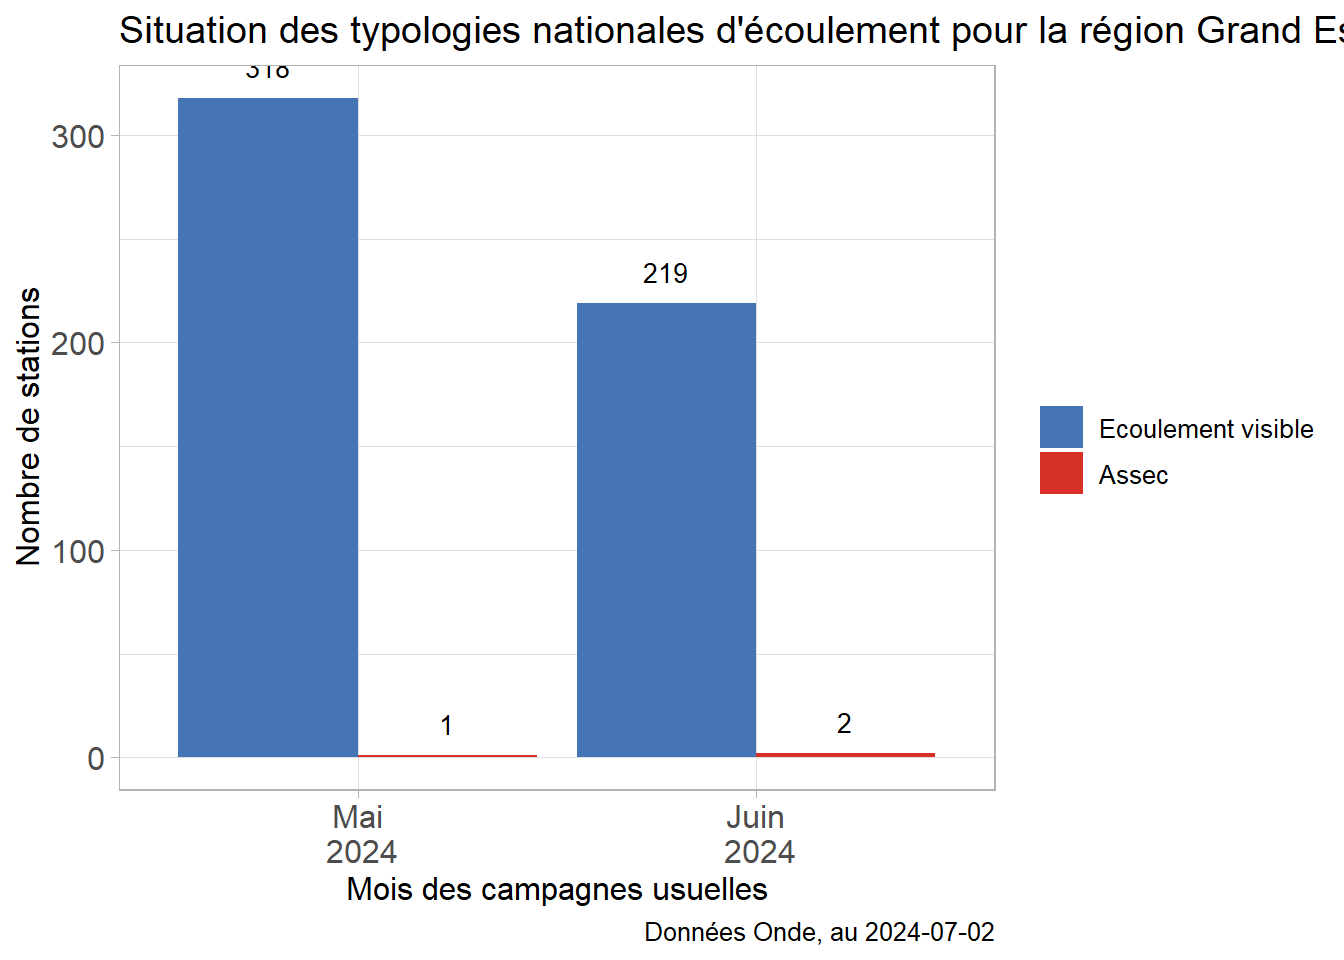 Situation des typologies nationales d'écoulement pour la région Grand Es
318
300
219
200
100
1
2
0
Nombre de stations
Ecoulement visible
Assec
Mai
2024
Juin
2024
Mois des campagnes usuelles
Données Onde, au 2024-07-02